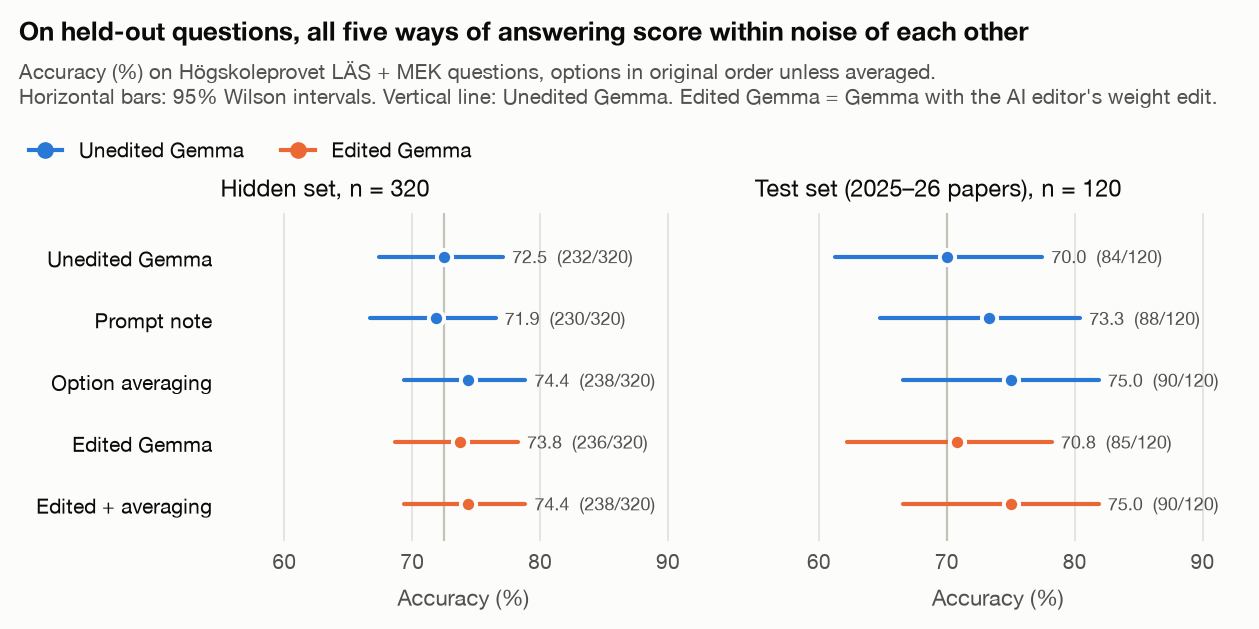 On held-out questions, all five ways of answering score within noise of each other
Accuracy (%) on Högskoleprovet LÄS + MEK questions, options in original order unless averaged.
Horizontal bars: 95% Wilson intervals. Vertical line: Unedited Gemma. Edited Gemma = Gemma with the AI editor's weight edit.
Unedited Gemma
Edited Gemma
Hidden set, n = 320
Test set (2025–26 papers), n = 120
Unedited Gemma
72.5 (232/320)
70.0 (84/120)
Prompt note
71.9 (230/320)
73.3 (88/120)
Option averaging
74.4 (238/320)
75.0 (90/120)
Edited Gemma
73.8 (236/320)
70.8 (85/120)
Edited + averaging
74.4 (238/320)
75.0 (90/120)
60 70 80 90
60 70 80 90
Accuracy (%)
Accuracy (%)